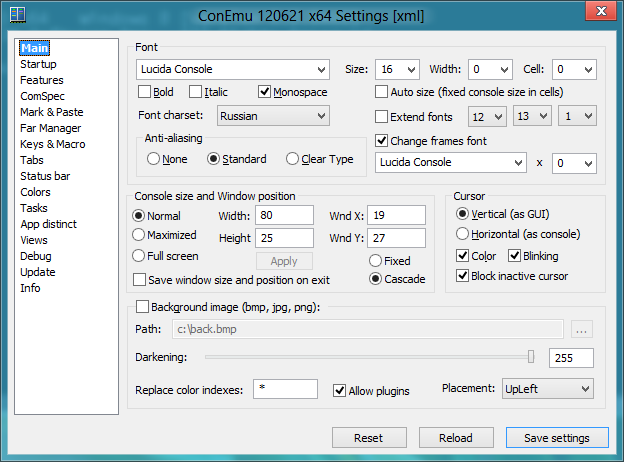 ConEmu 120621 x64 Settings [xml]
Main
Startup
Features
ComSpec
Mark & Paste
Far Manager
Keys & Macro
Tabs
Status bar
Colors
Tasks
App distinct
Views
Debug
Update
Info
Font
Lucida Console Size: 16 Width: 0 Cell: 0
Bold Italic Monospace Auto size (fixed console size in cells)
Font charset: Russian Extend fonts 12 13 1
Anti-aliasing Change frames font
None Standard Clear Type Lucida Console x 0
Console size and Window position
Normal Width: 80 Wnd X: 19
Maximized Height 25 Wnd Y: 27
Full screen Apply Fixed
Save window size and position on exit Cascade
Cursor
Vertical (as GUI)
Horizontal (as console)
Color Blinking
Block inactive cursor
Background image (bmp, jpg, png):
Path: c:\back.bmp ...
Darkening: 255
Replace color indexes: * Allow plugins Placement: UpLeft
Reset Reload Save settings